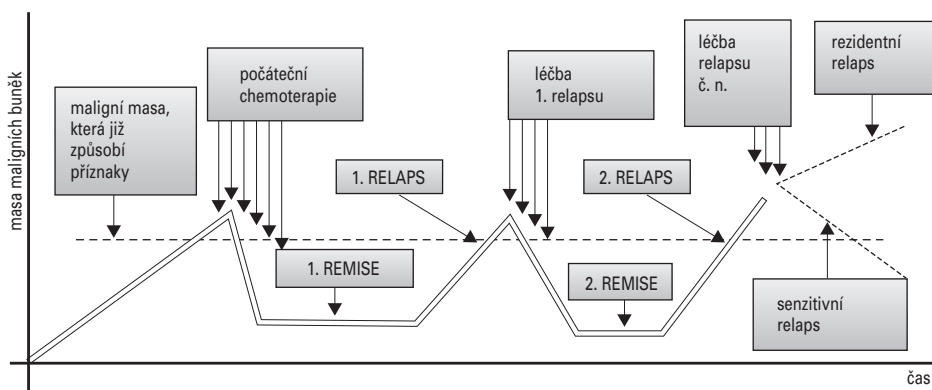 masa maligních buněk
maligní masa,
která již
způsobí
příznaky
počáteční
chemoterapie
1. RELAPS
1. REMISE
léčba
1. relapsu
2. RELAPS
2. REMISE
léčba
relapsu
č. n.
rezidentní
relaps
senzitivní
relaps
čas